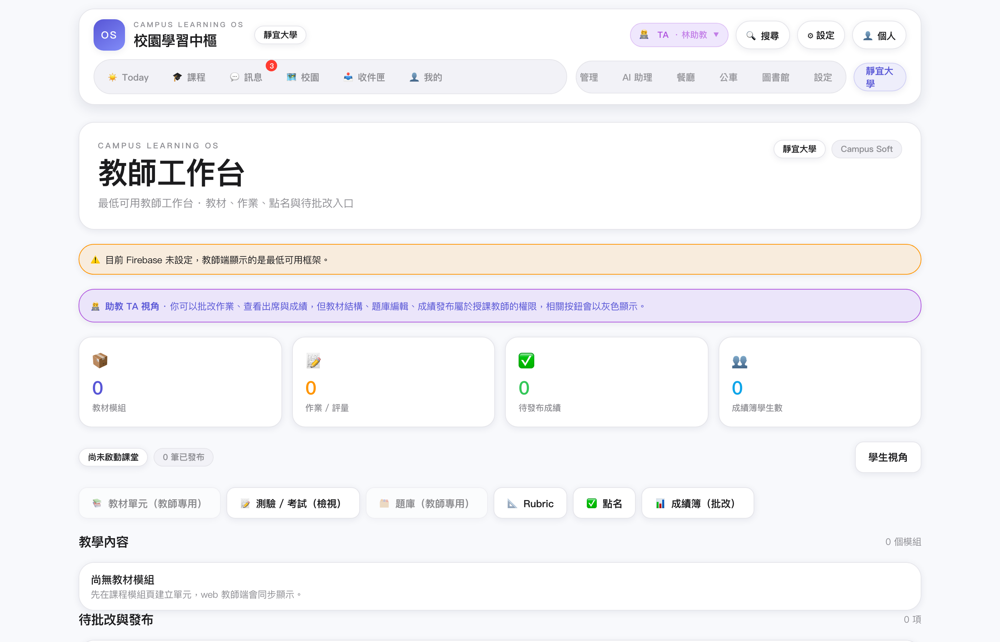 OS
CAMPUS LEARNING OS
校園學習中樞
靜宜大學
TA · 林助教 ▼
搜尋
設定
個人
Today
課程
訊息
3
校園
收件匣
我的
管理
AI 助理
餐廳
公車
圖書館
設定
靜宜大
學
CAMPUS LEARNING OS
教師工作台
最低可用教師工作台 · 教材、作業、點名與待批改入口
靜宜大學
Campus Soft
目前 Firebase 未設定，教師端顯示的是最低可用框架。
助教 TA 視角 · 你可以批改作業、查看出席與成績，但教材結構、題庫編輯、成績發布屬於授課教師的權限，相關按鈕會以灰色顯示。
0
教材模組
0
作業 / 評量
0
待發布成績
0
成績簿學生數
尚未啟動課堂
0 筆已發布
學生視角
教材單元（教師專用）
測驗 / 考試（檢視）
題庫（教師專用）
Rubric
點名
成績簿（批改）
教學內容
0 個模組
尚無教材模組
先在課程模組頁建立單元，web 教師端會同步顯示。
待批改與發布
0 項